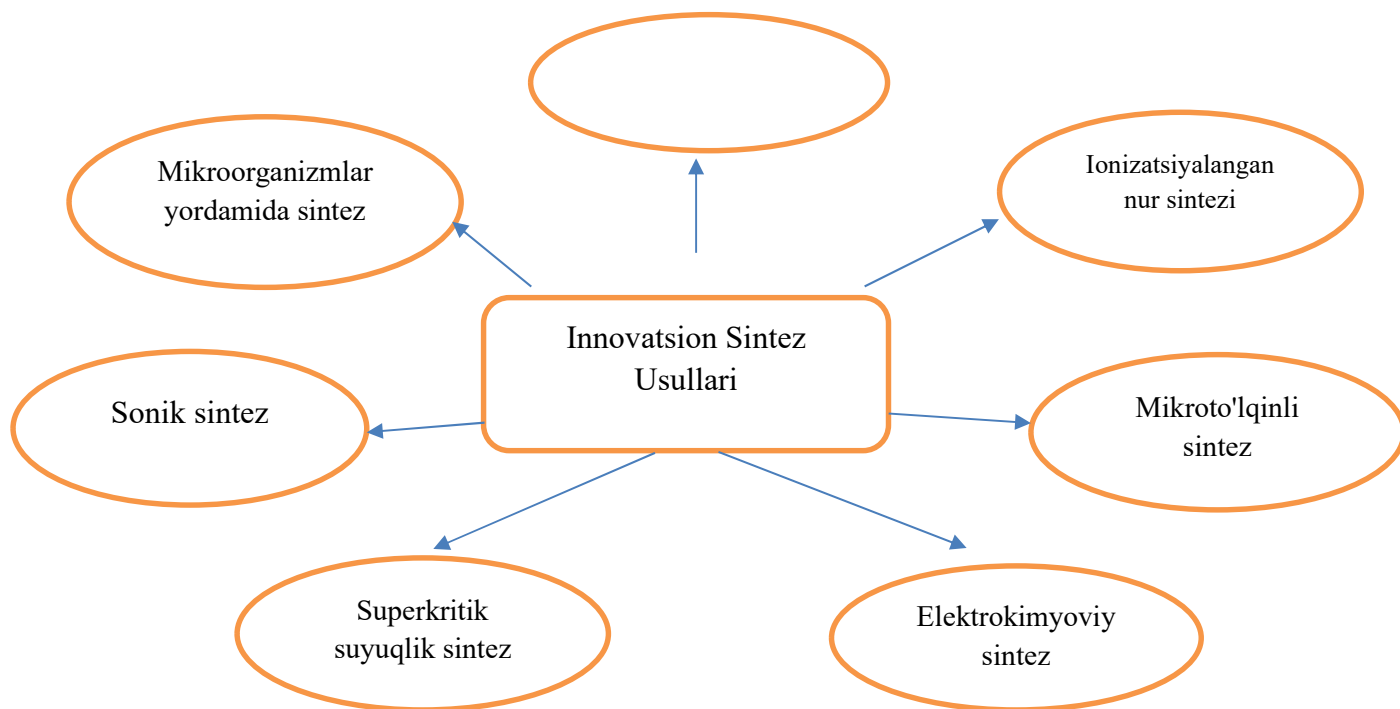 Mikroorganizmlar
yordamida sintez
Ionizatsiyalangan
nur sintezi
Innovatsion Sintez
Usullari
Sonik sintez
Mikroto'lqinli
sintez
Superkritik
suyuqlik sintez
Elektrokimyoviy
sintez